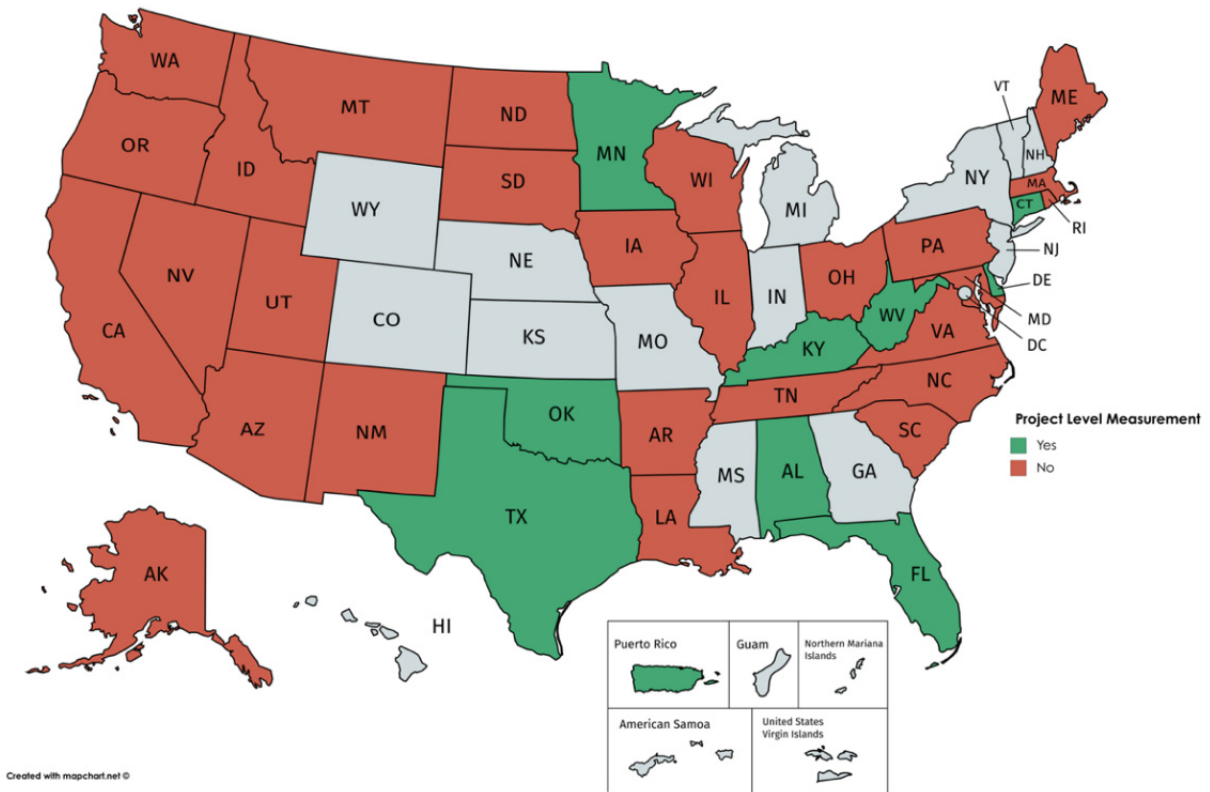 WA
MT
ND
MN
ME
VT
OR
ID
SD
WI
NH
NY
MA
CT
RI
WY
MI
NE
IA
PA
NJ
NV
UT
IL
IN
OH
DE
CA
CO
KS
MO
WV
VA
MD
DC
KY
NC
TN
AZ
NM
OK
AR
SC
Project Level Measurement
Yes
No
MS
AL
GA
TX
LA
FL
AK
HI
Puerto Rico
Guam
Northern Mariana
Islands
American Samoa
United States
Virgin Islands
Created with mapchart.net ©